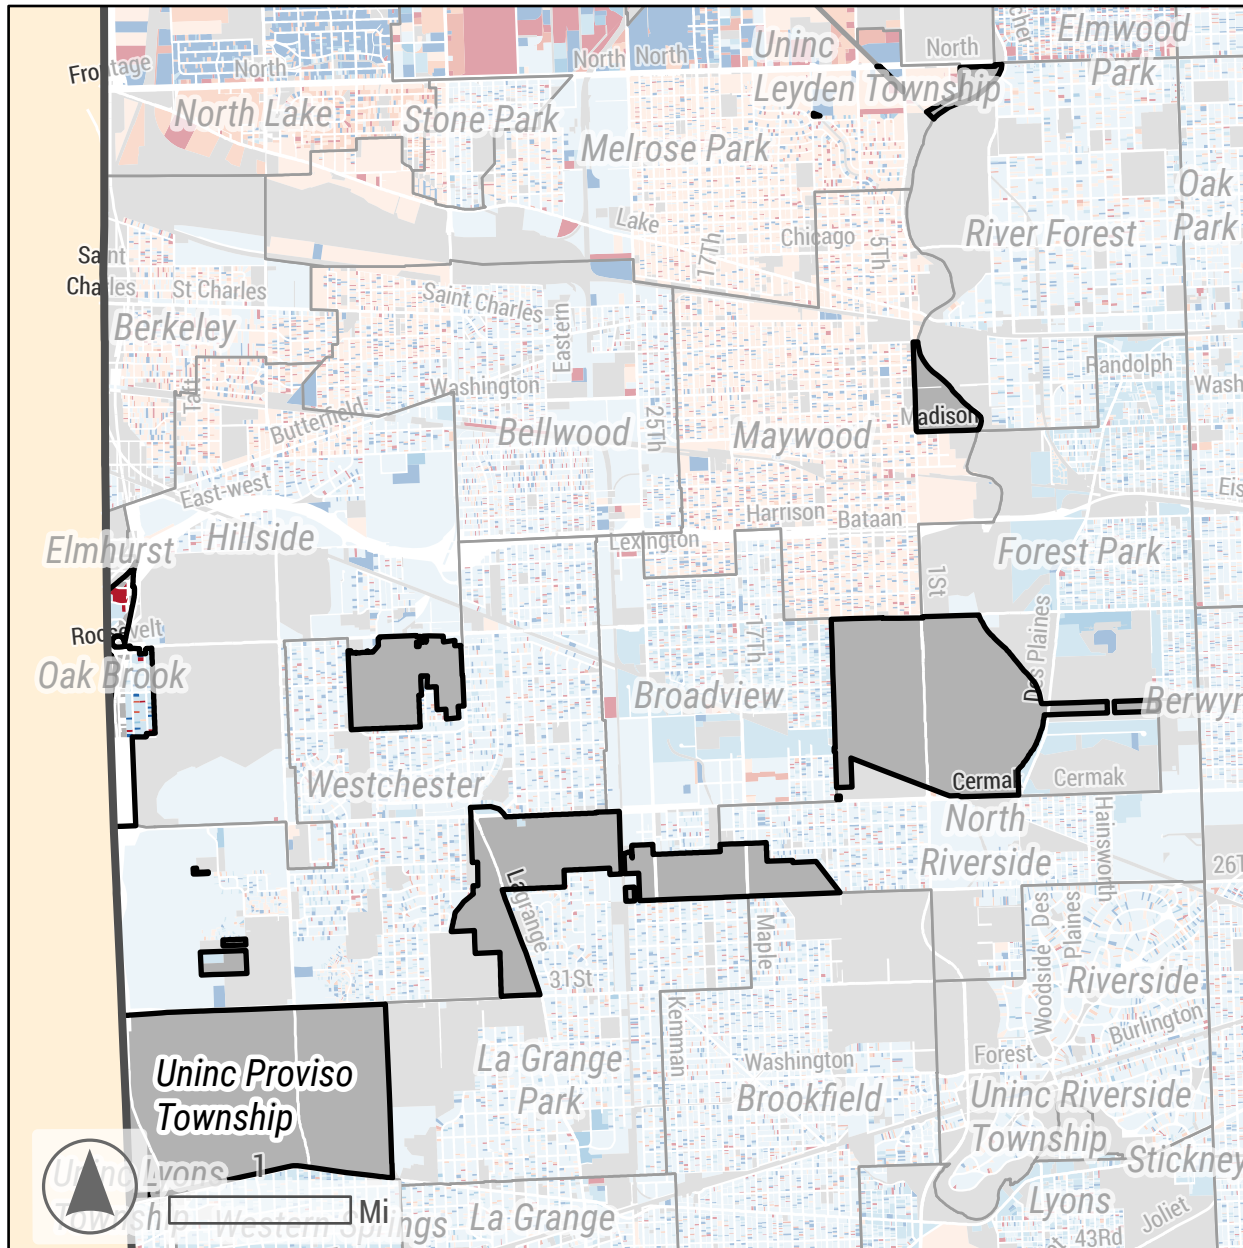 Uninc
Leyden Township
Elmwood
Park
North
North
North
North
Frontage
North Lake
Stone Park
Melrose Park
Oak
Park
River Forest
Lake
17Th
Chicago
5Th
Saint
Charles
St Charles
Saint Charles
Berkeley
Eastern
Randolph
Wash
Taft
Washington
Butterfield
Bellwood
25Th
Maywood
Madison
East-west
Harrison
Bataan
Eis
Elmhurst
Hillside
Lexington
Forest Park
1St
Roosevelt
17Th
Des Plaines
Oak Brook
Broadview
Berwyn
Westchester
Cermak
Cermak
North
Riverside
Hainsworth
26T
Lagrange
Maple
Woodside
Des
Plaines
31St
Riverside
Kemman
Burlington
Uninc Proviso
Township
La Grange
Park
Washington
Brookfield
Forest
Uninc Riverside
Township
Stickney
Uninc Lyons
Township
1
Mi
Western Springs
La Grange
Lyons
Joliet
43Rd